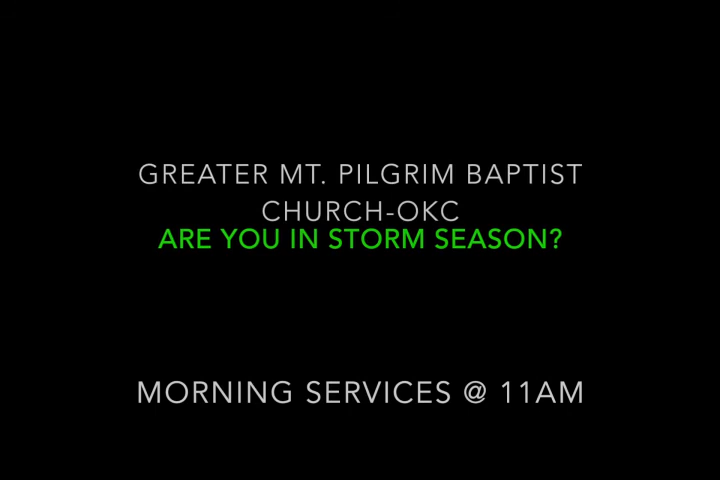 GREATER MT. PILGRIM BAPTIST
CHURCH-OKC
ARE YOU IN STORM SEASON?
MORNING SERVICES @ 11AM